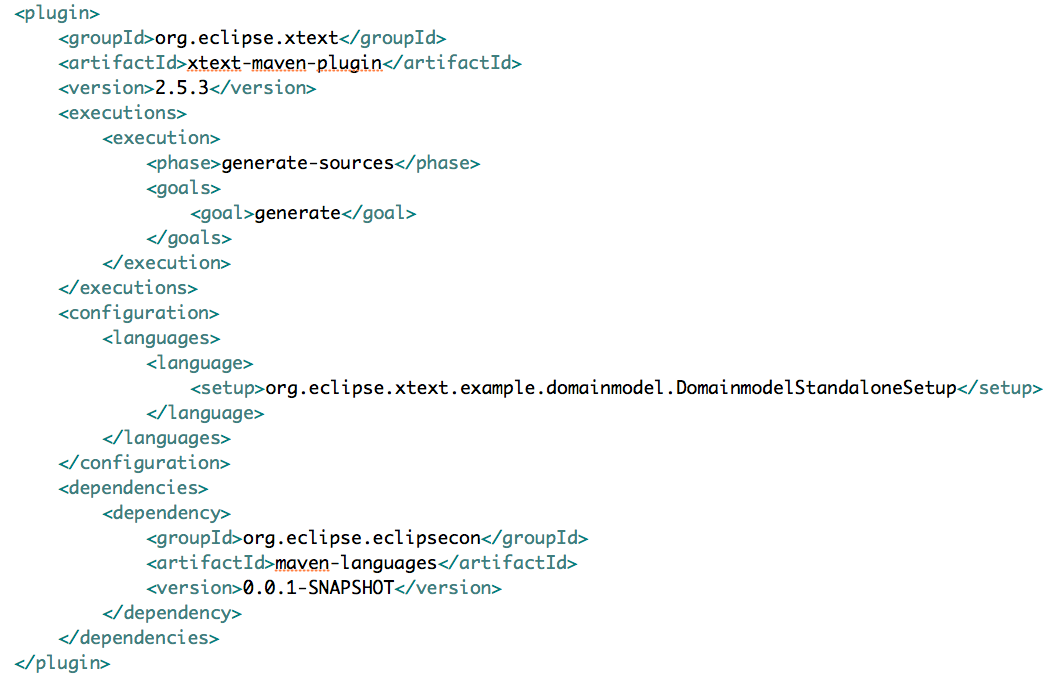 <plugin>
    <groupId>org.eclipse.xtext</groupId>
    <artifactId>xtext-maven-plugin</artifactId>
    <version>2.5.3</version>
    <executions>
        <execution>
            <phase>generate-sources</phase>
            <goals>
                <goal>generate</goal>
            </goals>
        </execution>
    </executions>
    <configuration>
        <languages>
            <language>
                <setup>org.eclipse.xtext.example.domainmodel.DomainmodelStandaloneSetup</setup>
            </language>
        </languages>
    </configuration>
    <dependencies>
        <dependency>
            <groupId>org.eclipse.eclipsecon</groupId>
            <artifactId>maven-languages</artifactId>
            <version>0.0.1-SNAPSHOT</version>
        </dependency>
    </dependencies>
</plugin>